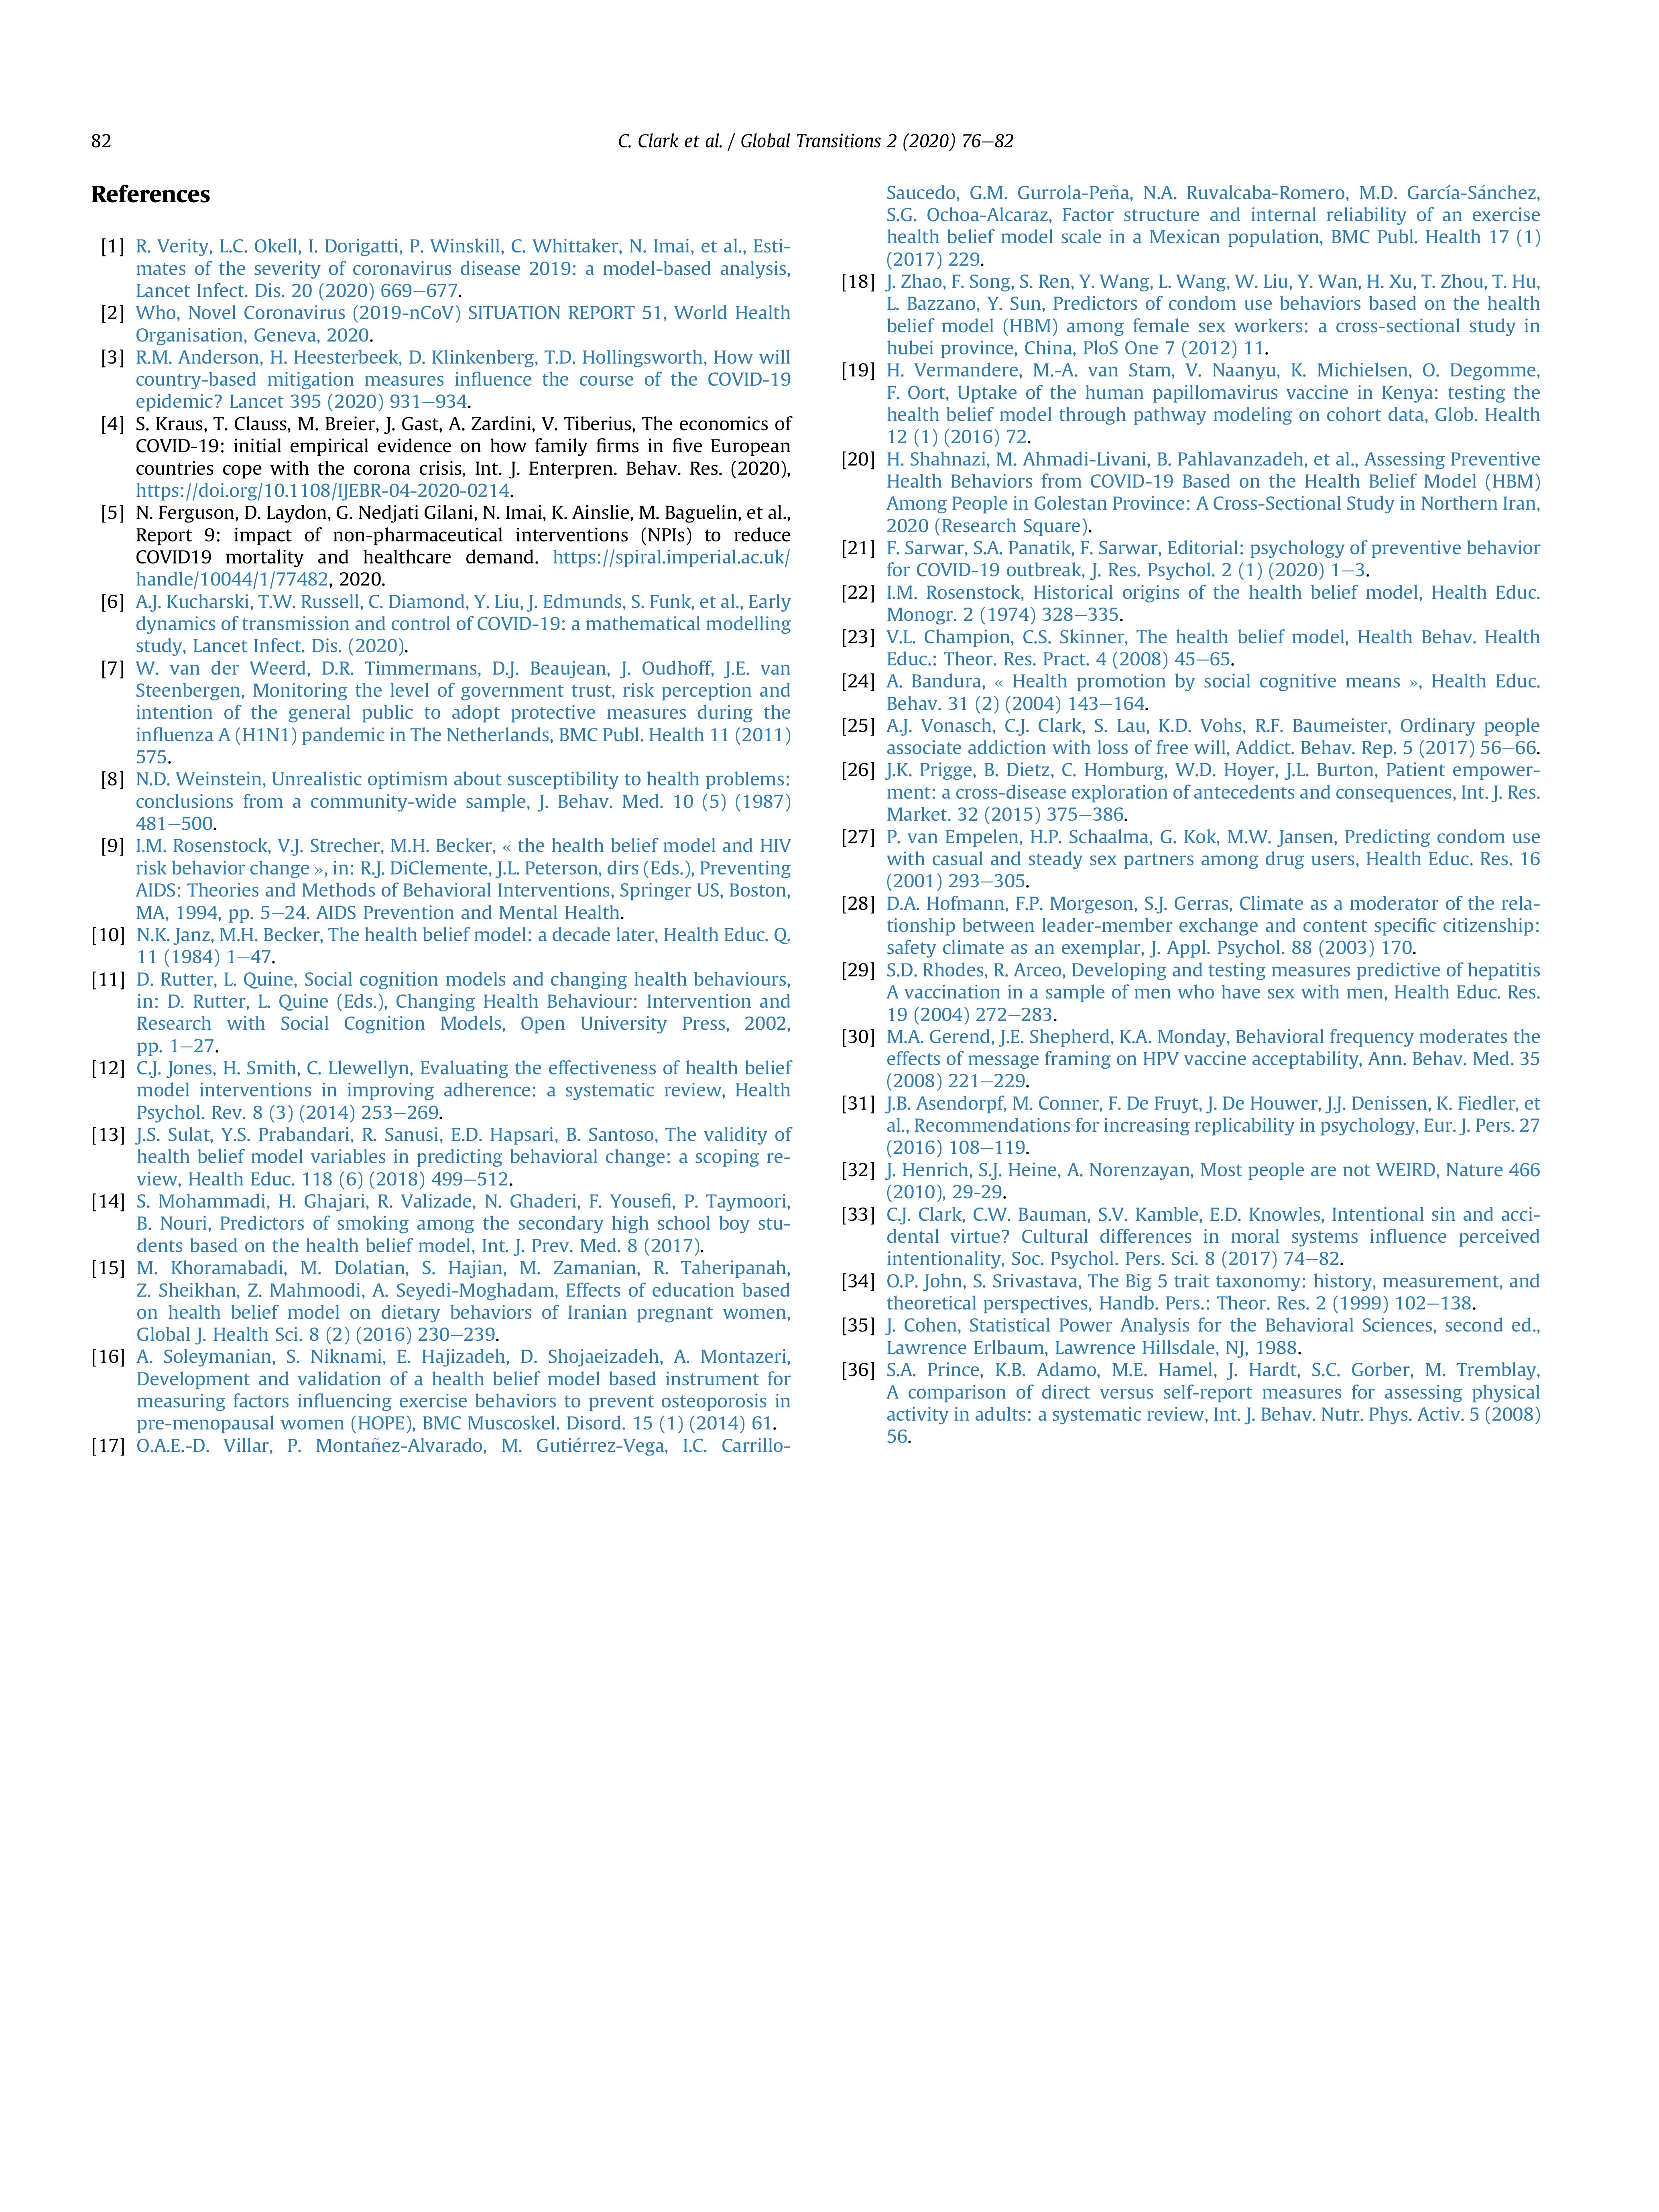 82
C. Clark et al. / Global Transitions 2 (2020) 76–82
References
[1] R. Verity, L.C. Okell, I. Dorigatti, P. Winskill, C. Whittaker, N. Imai, et al., Esti-
mates of the severity of coronavirus disease 2019: a model-based analysis,
Lancet Infect. Dis. 20 (2020) 669–677.
[2] Who, Novel Coronavirus (2019-nCoV) SITUATION REPORT 51, World Health
Organisation, Geneva, 2020.
[3] R.M. Anderson, H. Heesterbeek, D. Klinkenberg, T.D. Hollingsworth, How will
country-based mitigation measures influence the course of the COVID-19
epidemic? Lancet 395 (2020) 931–934.
[4] S. Kraus, T. Clauss, M. Breier, J. Gast, A. Zardini, V. Tiberius, The economics of
COVID-19: initial empirical evidence on how family firms in five European
countries cope with the corona crisis, Int. J. Enterpren. Behav. Res. (2020),
https://doi.org/10.1108/IJEBR-04-2020-0214.
[5] N. Ferguson, D. Laydon, G. Nedjati Gilani, N. Imai, K. Ainslie, M. Baguelin, et al.,
Report 9: impact of non-pharmaceutical interventions (NPIs) to reduce
COVID19 mortality and healthcare demand. https://spiral.imperial.ac.uk/
handle/10044/1/77482, 2020.
[6] A.J. Kucharski, T.W. Russell, C. Diamond, Y. Liu, J. Edmunds, S. Funk, et al., Early
dynamics of transmission and control of COVID-19: a mathematical modelling
study, Lancet Infect. Dis. (2020).
[7] W. van der Weerd, D.R. Timmermans, D.J. Beaujean, J. Oudhoff, J.E. van
Steenbergen, Monitoring the level of government trust, risk perception and
intention of the general public to adopt protective measures during the
influenza A (H1N1) pandemic in The Netherlands, BMC Publ. Health 11 (2011)
575.
[8] N.D. Weinstein, Unrealistic optimism about susceptibility to health problems:
conclusions from a community-wide sample, J. Behav. Med. 10 (5) (1987)
481–500.
[9] I.M. Rosenstock, V.J. Strecher, M.H. Becker, « the health belief model and HIV
risk behavior change », in: R.J. DiClemente, J.L. Peterson, dirs (Eds.), Preventing
AIDS: Theories and Methods of Behavioral Interventions, Springer US, Boston,
MA, 1994, pp. 5–24. AIDS Prevention and Mental Health.
[10] N.K. Janz, M.H. Becker, The health belief model: a decade later, Health Educ. Q.
11 (1984) 1–47.
[11] D. Rutter, L. Quine, Social cognition models and changing health behaviours,
in: D. Rutter, L. Quine (Eds.), Changing Health Behaviour: Intervention and
Research with Social Cognition Models, Open University Press, 2002,
pp. 1–27.
[12] C.J. Jones, H. Smith, C. Llewellyn, Evaluating the effectiveness of health belief
model interventions in improving adherence: a systematic review, Health
Psychol. Rev. 8 (3) (2014) 253–269.
[13] J.S. Sulat, Y.S. Prabandari, R. Sanusi, E.D. Hapsari, B. Santoso, The validity of
health belief model variables in predicting behavioral change: a scoping re-
view, Health Educ. 118 (6) (2018) 499–512.
[14] S. Mohammadi, H. Ghajari, R. Valizade, N. Ghaderi, F. Yousefi, P. Taymoori,
B. Nouri, Predictors of smoking among the secondary high school boy stu-
dents based on the health belief model, Int. J. Prev. Med. 8 (2017).
[15] M. Khoramabadi, M. Dolatian, S. Hajian, M. Zamanian, R. Taheripanah,
Z. Sheikhan, Z. Mahmoodi, A. Seyedi-Moghadam, Effects of education based
on health belief model on dietary behaviors of Iranian pregnant women,
Global J. Health Sci. 8 (2) (2016) 230–239.
[16] A. Soleymanian, S. Niknami, E. Hajizadeh, D. Shojaeizadeh, A. Montazeri,
Development and validation of a health belief model based instrument for
measuring factors influencing exercise behaviors to prevent osteoporosis in
pre-menopausal women (HOPE), BMC Muscoskel. Disord. 15 (1) (2014) 61.
[17] O.A.E.-D. Villar, P. Montañez-Alvarado, M. Gutiérrez-Vega, I.C. Carrillo-
Saucedo, G.M. Gurrola-Peña, N.A. Ruvalcaba-Romero, M.D. García-Sánchez,
S.G. Ochoa-Alcaraz, Factor structure and internal reliability of an exercise
health belief model scale in a Mexican population, BMC Publ. Health 17 (1)
(2017) 229.
[18] J. Zhao, F. Song, S. Ren, Y. Wang, L. Wang, W. Liu, Y. Wan, H. Xu, T. Zhou, T. Hu,
L. Bazzano, Y. Sun, Predictors of condom use behaviors based on the health
belief model (HBM) among female sex workers: a cross-sectional study in
hubei province, China, PloS One 7 (2012) 11.
[19] H. Vermandere, M.-A. van Stam, V. Naanyu, K. Michielsen, O. Degomme,
F. Oort, Uptake of the human papillomavirus vaccine in Kenya: testing the
health belief model through pathway modeling on cohort data, Glob. Health
12 (1) (2016) 72.
[20] H. Shahnazi, M. Ahmadi-Livani, B. Pahlavanzadeh, et al., Assessing Preventive
Health Behaviors from COVID-19 Based on the Health Belief Model (HBM)
Among People in Golestan Province: A Cross-Sectional Study in Northern Iran,
2020 (Research Square).
[21] F. Sarwar, S.A. Panatik, F. Sarwar, Editorial: psychology of preventive behavior
for COVID-19 outbreak, J. Res. Psychol. 2 (1) (2020) 1–3.
[22] I.M. Rosenstock, Historical origins of the health belief model, Health Educ.
Monogr. 2 (1974) 328–335.
[23] V.L. Champion, C.S. Skinner, The health belief model, Health Behav. Health
Educ.: Theor. Res. Pract. 4 (2008) 45–65.
[24] A. Bandura, « Health promotion by social cognitive means », Health Educ.
Behav. 31 (2) (2004) 143–164.
[25] A.J. Vonasch, C.J. Clark, S. Lau, K.D. Vohs, R.F. Baumeister, Ordinary people
associate addiction with loss of free will, Addict. Behav. Rep. 5 (2017) 56–66.
[26] J.K. Prigge, B. Dietz, C. Homburg, W.D. Hoyer, J.L. Burton, Patient empower-
ment: a cross-disease exploration of antecedents and consequences, Int. J. Res.
Market. 32 (2015) 375–386.
[27] P. van Empelen, H.P. Schaalma, G. Kok, M.W. Jansen, Predicting condom use
with casual and steady sex partners among drug users, Health Educ. Res. 16
(2001) 293–305.
[28] D.A. Hofmann, F.P. Morgeson, S.J. Gerras, Climate as a moderator of the rela-
tionship between leader-member exchange and content specific citizenship:
safety climate as an exemplar, J. Appl. Psychol. 88 (2003) 170.
[29] S.D. Rhodes, R. Arceo, Developing and testing measures predictive of hepatitis
A vaccination in a sample of men who have sex with men, Health Educ. Res.
19 (2004) 272–283.
[30] M.A. Gerend, J.E. Shepherd, K.A. Monday, Behavioral frequency moderates the
effects of message framing on HPV vaccine acceptability, Ann. Behav. Med. 35
(2008) 221–229.
[31] J.B. Asendorpf, M. Conner, F. De Fruyt, J. De Houwer, J.J. Denissen, K. Fiedler, et
al., Recommendations for increasing replicability in psychology, Eur. J. Pers. 27
(2016) 108–119.
[32] J. Henrich, S.J. Heine, A. Norenzayan, Most people are not WEIRD, Nature 466
(2010), 29-29.
[33] C.J. Clark, C.W. Bauman, S.V. Kamble, E.D. Knowles, Intentional sin and acci-
dental virtue? Cultural differences in moral systems influence perceived
intentionality, Soc. Psychol. Pers. Sci. 8 (2017) 74–82.
[34] O.P. John, S. Srivastava, The Big 5 trait taxonomy: history, measurement, and
theoretical perspectives, Handb. Pers.: Theor. Res. 2 (1999) 102–138.
[35] J. Cohen, Statistical Power Analysis for the Behavioral Sciences, second ed.,
Lawrence Erlbaum, Lawrence Hillsdale, NJ, 1988.
[36] S.A. Prince, K.B. Adamo, M.E. Hamel, J. Hardt, S.C. Gorber, M. Tremblay,
A comparison of direct versus self-report measures for assessing physical
activity in adults: a systematic review, Int. J. Behav. Nutr. Phys. Activ. 5 (2008)
56.